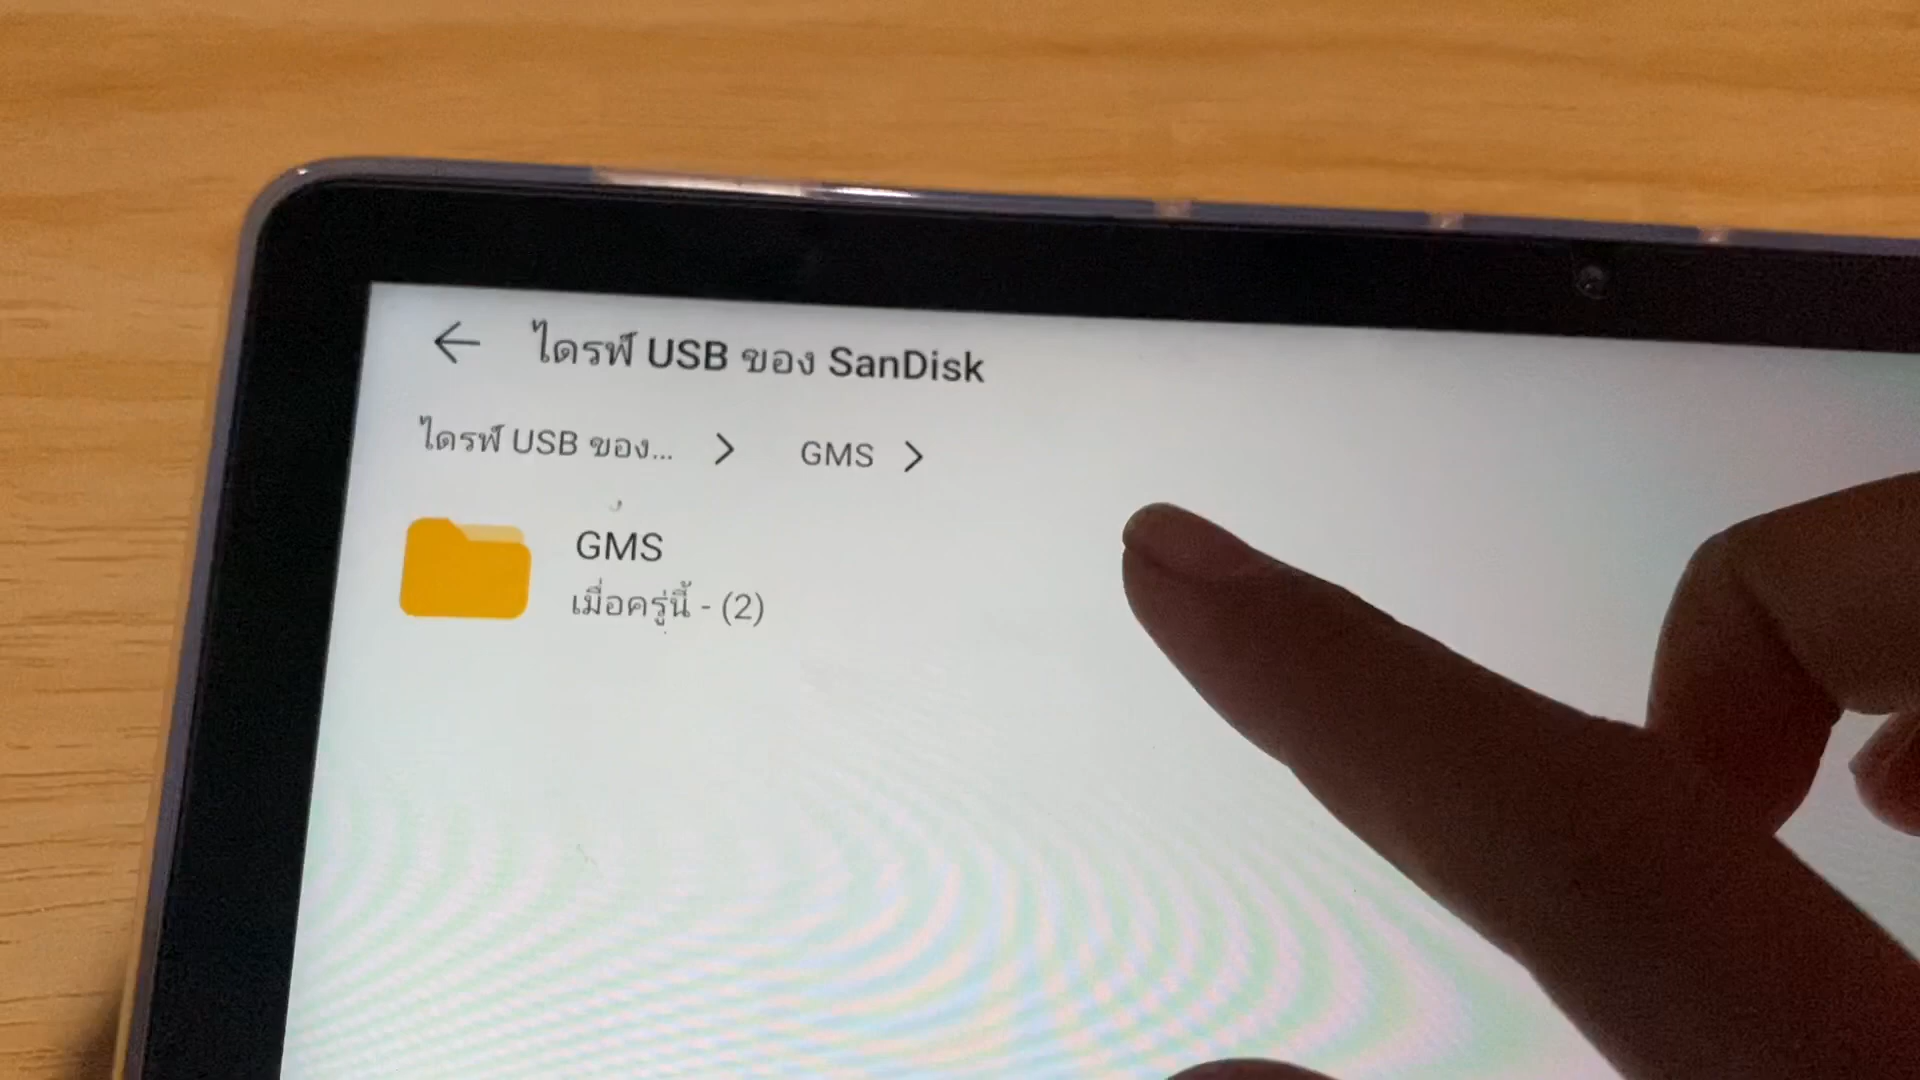 ไดรฟ์ USB ของ SanDisk
ไดรฟ์ USB ของ... > GMS >
GMS
เมื่อครู่นี้ - (2)